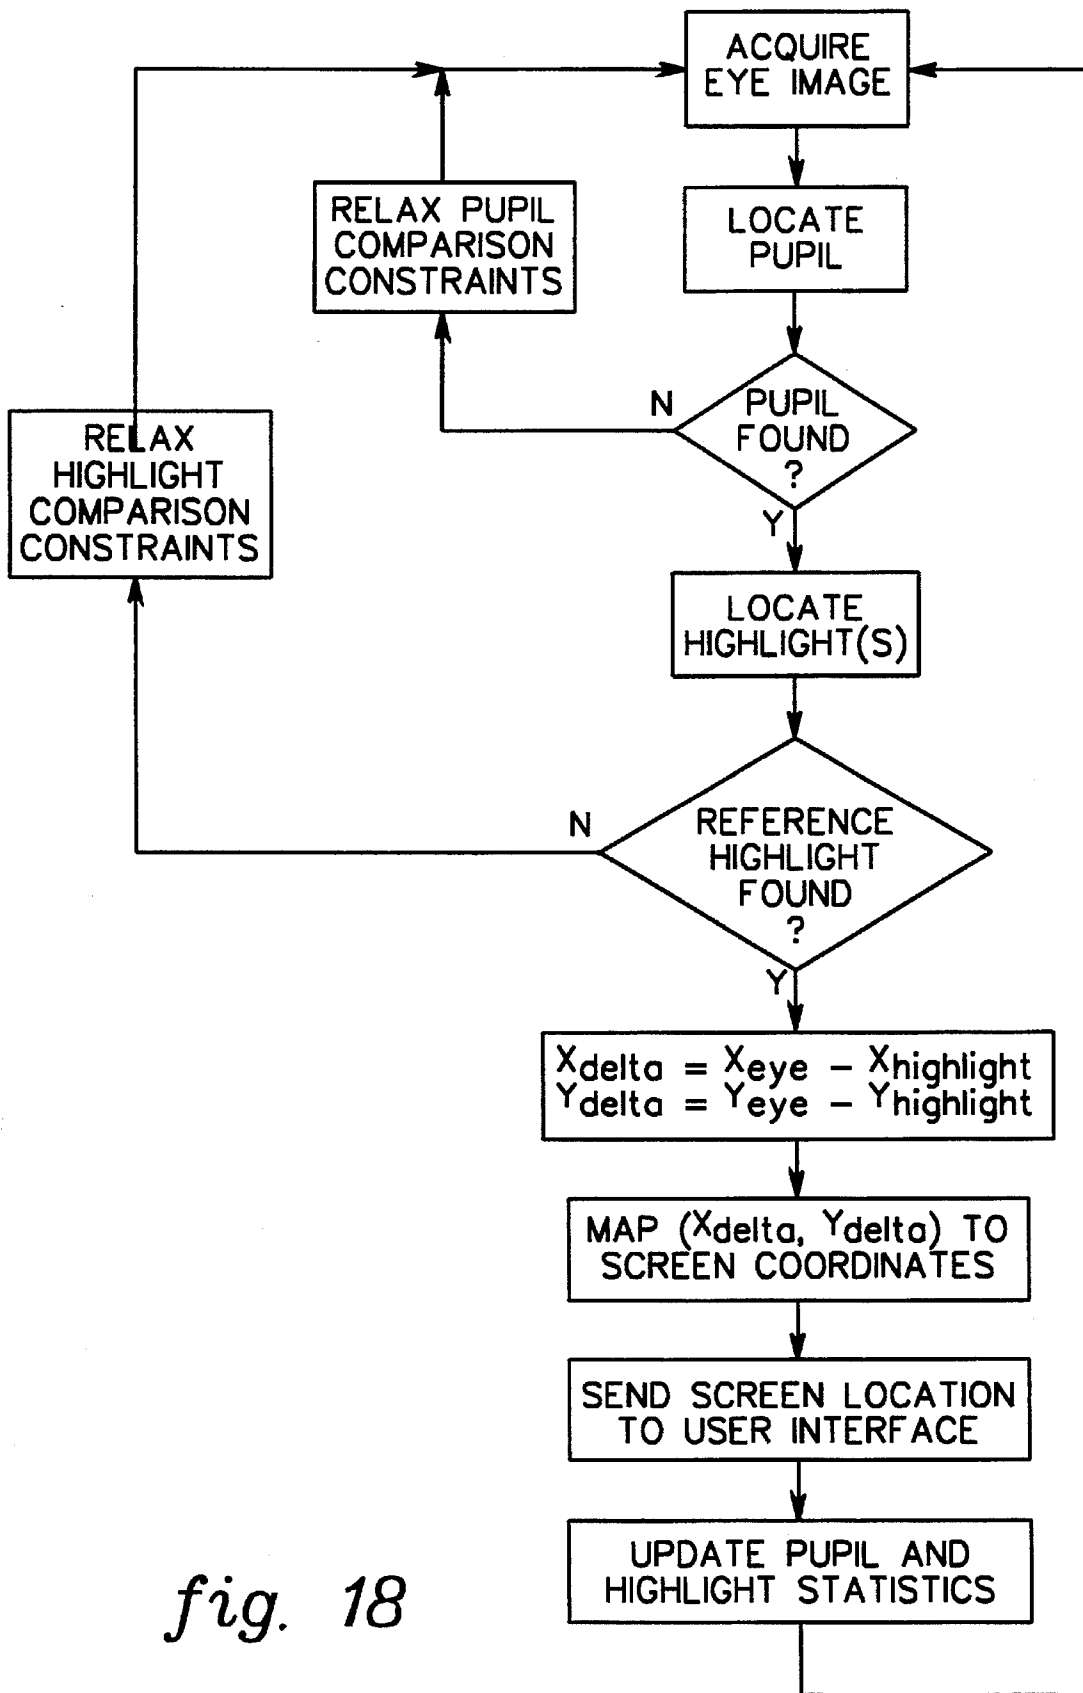 ACQUIRE
EYE IMAGE
LOCATE
PUPIL
RELAX PUPIL
COMPARISON
CONSTRAINTS
PUPIL
FOUND
?
N
Y
RELAX
HIGHLIGHT
COMPARISON
CONSTRAINTS
LOCATE
HIGHLIGHT(S)
REFERENCE
HIGHLIGHT
FOUND
?
N
Y
Xdelta = Xeye - Xhighlight
Ydelta = Yeye - Yhighlight
MAP (Xdelta, Ydelta) TO
SCREEN COORDINATES
SEND SCREEN LOCATION
TO USER INTERFACE
UPDATE PUPIL AND
HIGHLIGHT STATISTICS
fig. 18